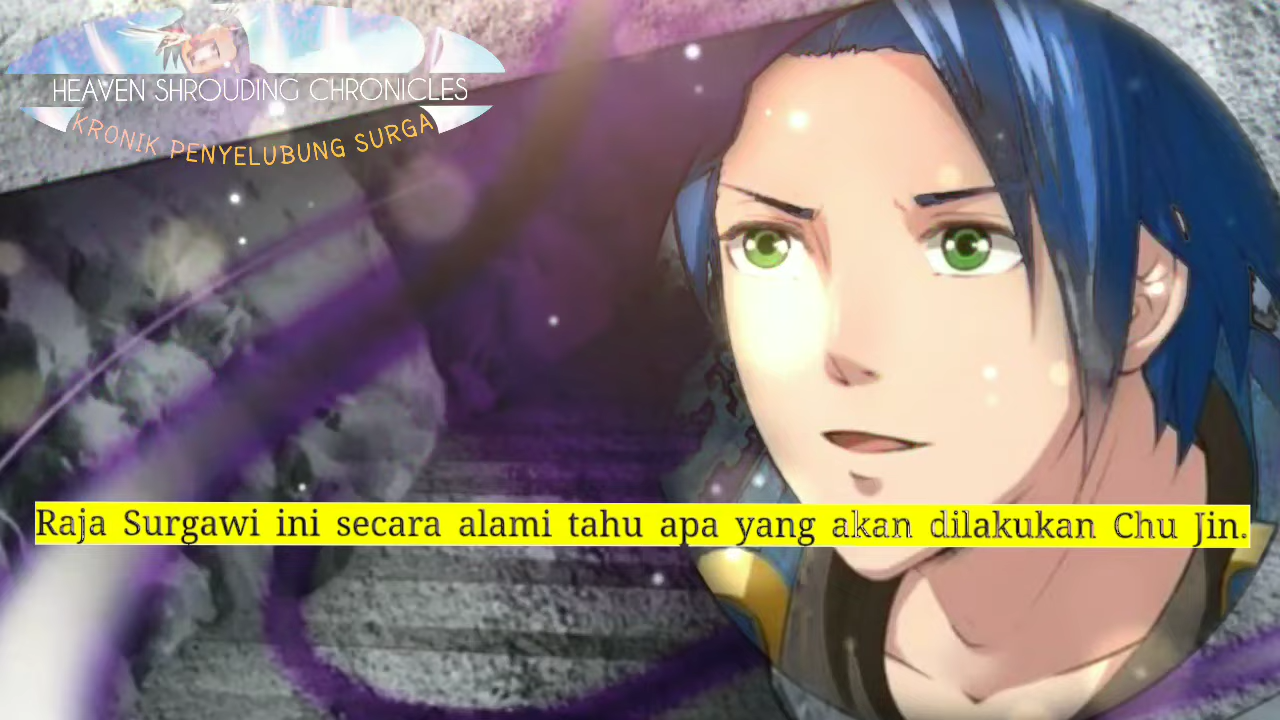 HEAVEN SHROUDING CHRONICLES
KRONIK PENYELUBUNG SURGA
Raja Surgawi ini secara alami tahu apa yang akan dilakukan Chu Jin.